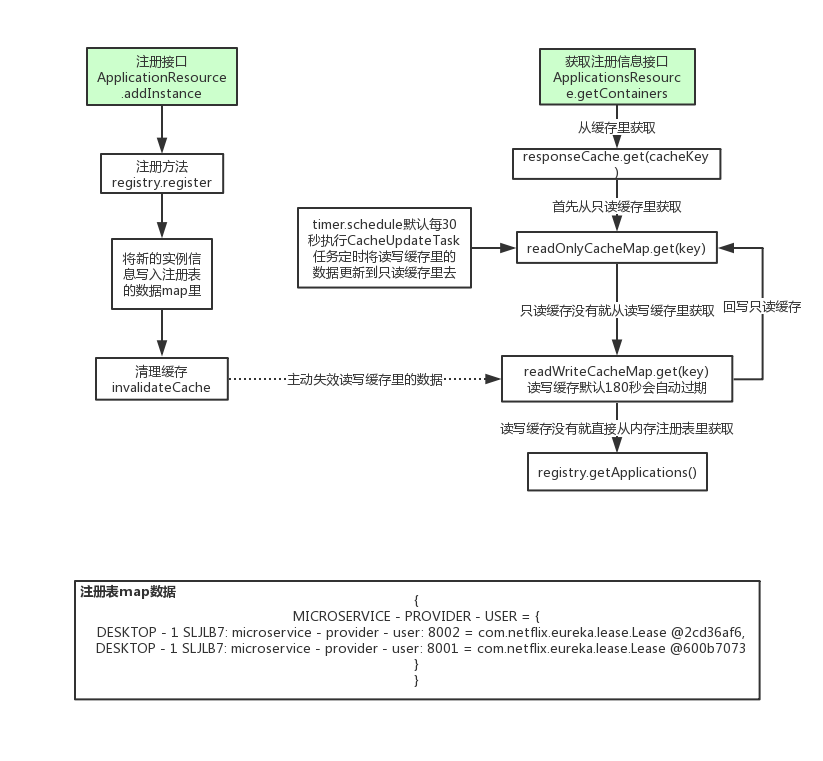 注册接口
ApplicationResource
.addInstance
注册方法
registry.register
将新的实例信
息写入注册表
的数据map里
清理缓存
invalidateCache
主动失效读写缓存里的数据
获取注册信息接口
ApplicationsResourc
e.getContainers
从缓存里获取
responseCache.get(cacheKey
)
首先从只读缓存里获取
timer.schedule默认每30
秒执行CacheUpdateTask
任务定时将读写缓存里的
数据更新到只读缓存里去
readOnlyCacheMap.get(key)
只读缓存没有就从读写缓存里获取
回写只读缓存
readWriteCacheMap.get(key)
读写缓存默认180秒会自动过期
读写缓存没有就直接从内存注册表里获取
registry.getApplications()
注册表map数据
{
MICROSERVICE - PROVIDER - USER = {
DESKTOP - 1 SLJLB7: microservice - provider - user: 8002 = com.netflix.eureka.lease.Lease @2cd36af6,
DESKTOP - 1 SLJLB7: microservice - provider - user: 8001 = com.netflix.eureka.lease.Lease @600b7073
}
}